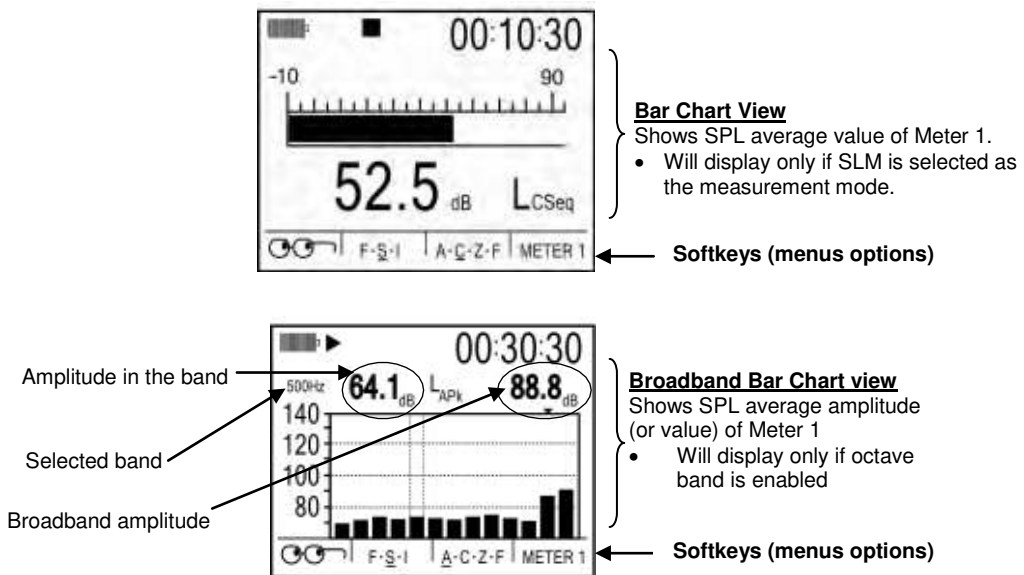 00:10:30
-10 90
52.5 dB LCSeq
F-S-I A-C-Z-F METER 1
Bar Chart View
Shows SPL average value of Meter 1.
• Will display only if SLM is selected as
the measurement mode.
Softkeys (menus options)
00:30:30
500Hz 64.1 dB LAPk 88.8 dB
140
120
100
80
F-S-I A-C-Z-F METER 1
Amplitude in the band
Selected band
Broadband amplitude
Broadband Bar Chart view
Shows SPL average amplitude
(or value) of Meter 1
• Will display only if octave
band is enabled
Softkeys (menus options)